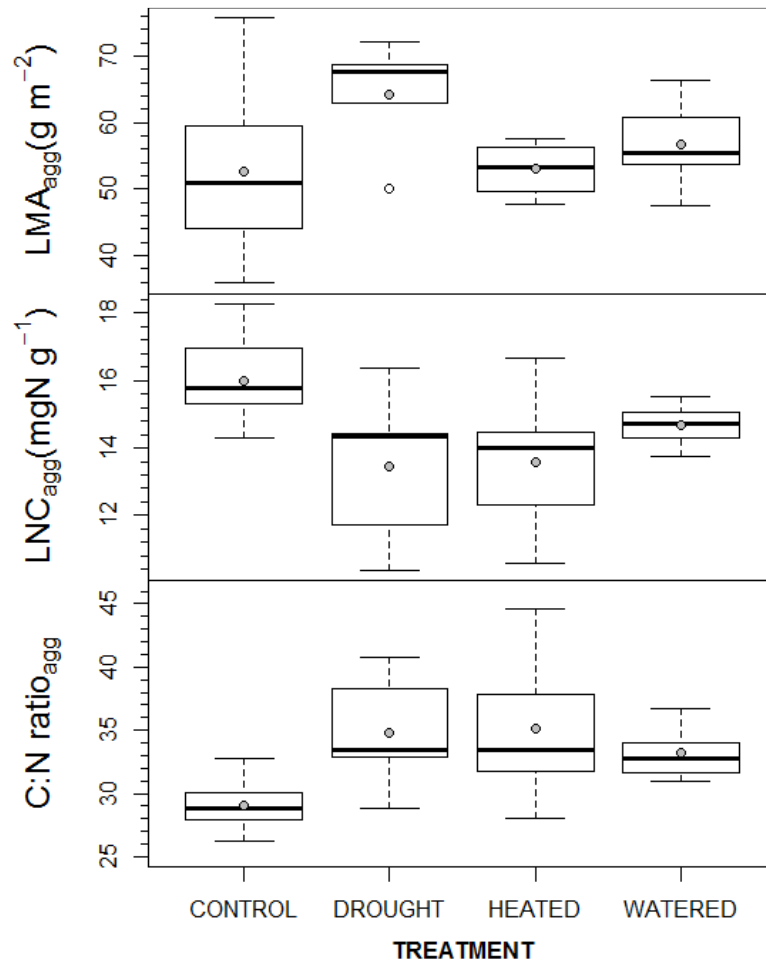 LMAagg(g m−2)
70
60
50
40
LNCagg(mgN g−1)
18
16
14
12
C:N ratioagg
45
40
35
30
25
CONTROL DROUGHT HEATED WATERED
TREATMENT